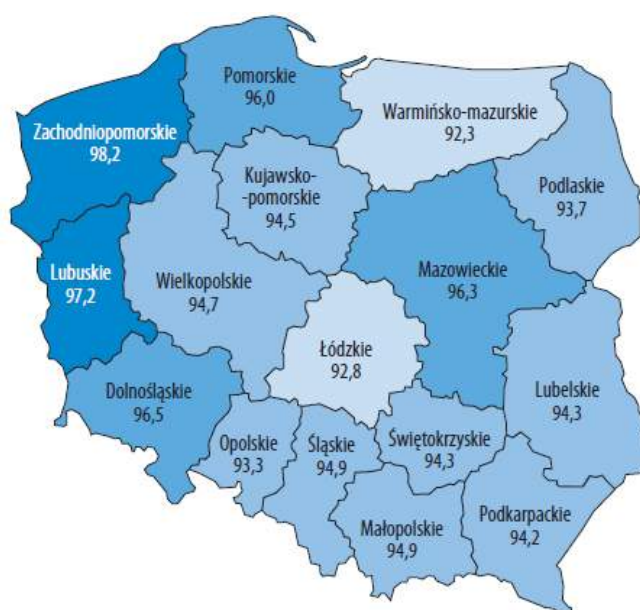 Pomorskie
96,0
Warmińsko-mazurskie
92,3
Zachodniopomorskie
98,2
Kujawsko-
-pomorskie
94,5
Podlaskie
93,7
Lubuskie
97,2
Wielkopolskie
94,7
Mazowieckie
96,3
Łódzkie
92,8
Dolnośląskie
96,5
Lubelskie
94,3
Opolskie
93,3
Śląskie
94,9
Świętokrzyskie
94,3
Małopolskie
94,9
Podkarpackie
94,2